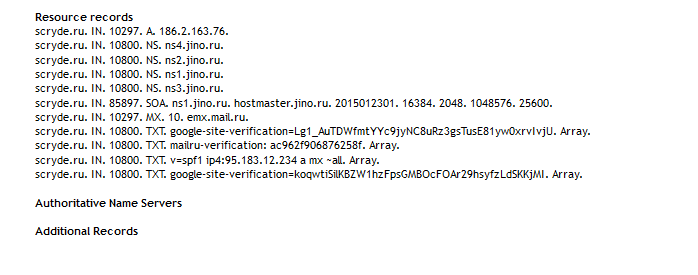 Resource records
scryde.ru. IN. 10297. A. 186.2.163.76.
scryde.ru. IN. 10800. NS. ns4.jino.ru.
scryde.ru. IN. 10800. NS. ns2.jino.ru.
scryde.ru. IN. 10800. NS. ns1.jino.ru.
scryde.ru. IN. 10800. NS. ns3.jino.ru.
scryde.ru. IN. 85897. SOA. ns1.jino.ru. hostmaster.jino.ru. 2015012301. 16384. 2048. 1048576. 25600.
scryde.ru. IN. 10297. MX. 10. emx.mail.ru.
scryde.ru. IN. 10800. TXT. google-site-verification=Lg1_AuTDWfmtYYc9jyNC8uRz3gsTusE81yw0xrvIvjU. Array.
scryde.ru. IN. 10800. TXT. mailru-verification: ac962f906876258f. Array.
scryde.ru. IN. 10800. TXT. v=spf1 ip4:95.183.12.234 a mx ~all. Array.
scryde.ru. IN. 10800. TXT. google-site-verification=koqwtiSilKBZW1hzFpsGMBOcFOAr29hsyfzLdSKKjMI. Array.
Authoritative Name Servers
Additional Records